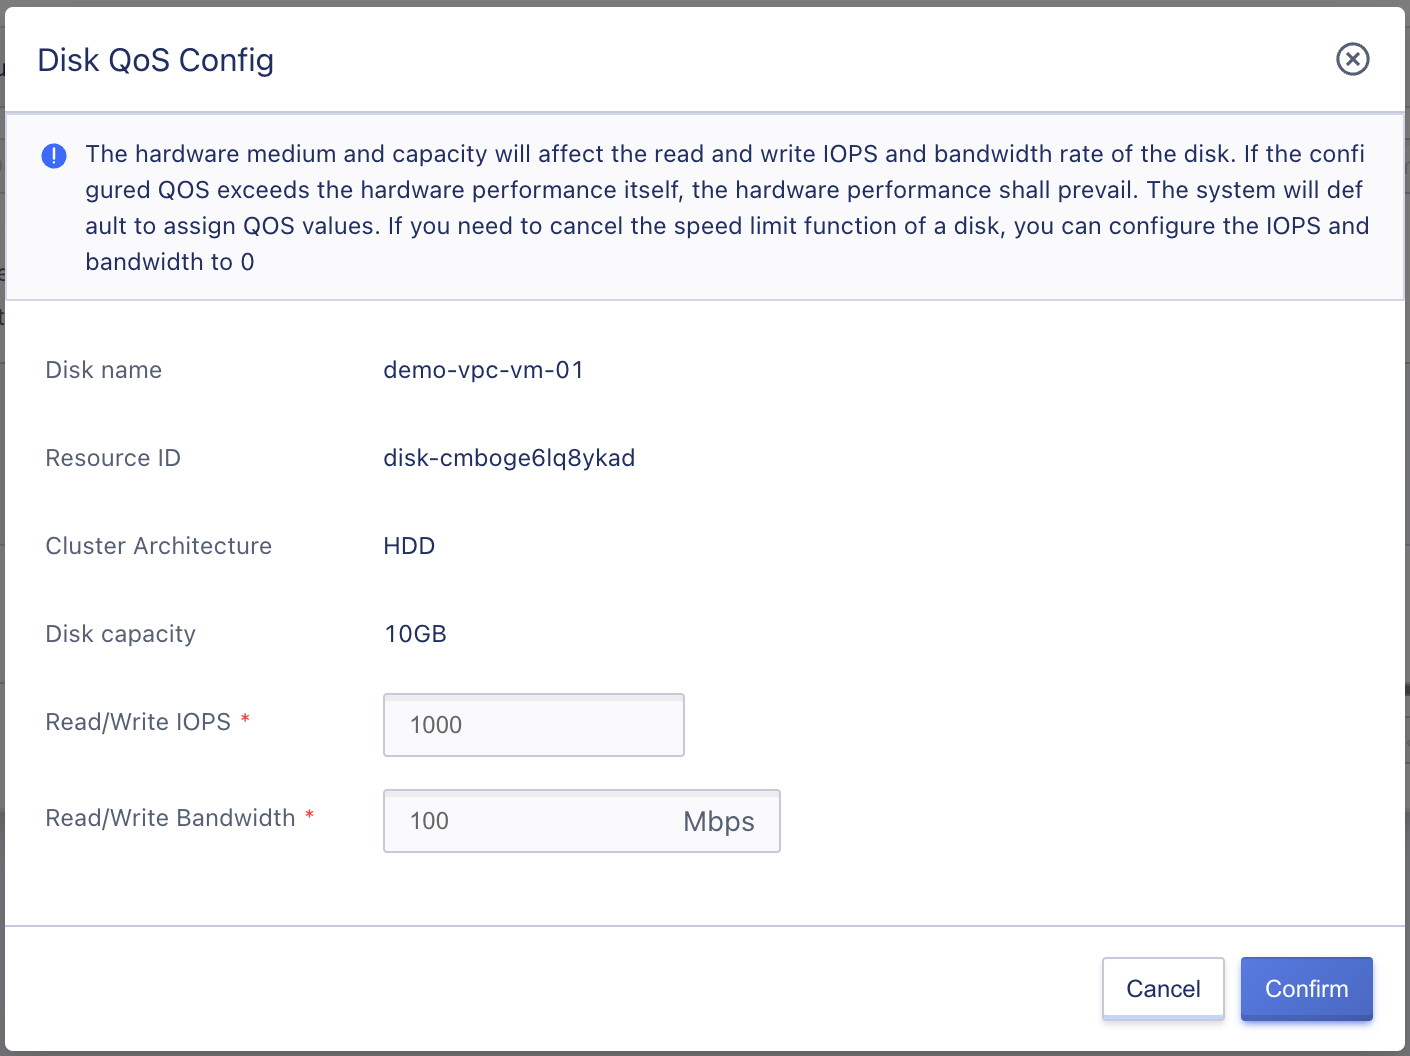 Disk QoS Config
The hardware medium and capacity will affect the read and write IOPS and bandwidth rate of the disk. If the confi
gured QOS exceeds the hardware performance itself, the hardware performance shall prevail. The system will def
ault to assign QOS values. If you need to cancel the speed limit function of a disk, you can configure the IOPS and
bandwidth to 0
Disk name demo-vpc-vm-01
Resource ID disk-cmboge6lq8ykad
Cluster Architecture HDD
Disk capacity 10GB
Read/Write IOPS * 1000
Read/Write Bandwidth * 100 Mbps
Cancel Confirm